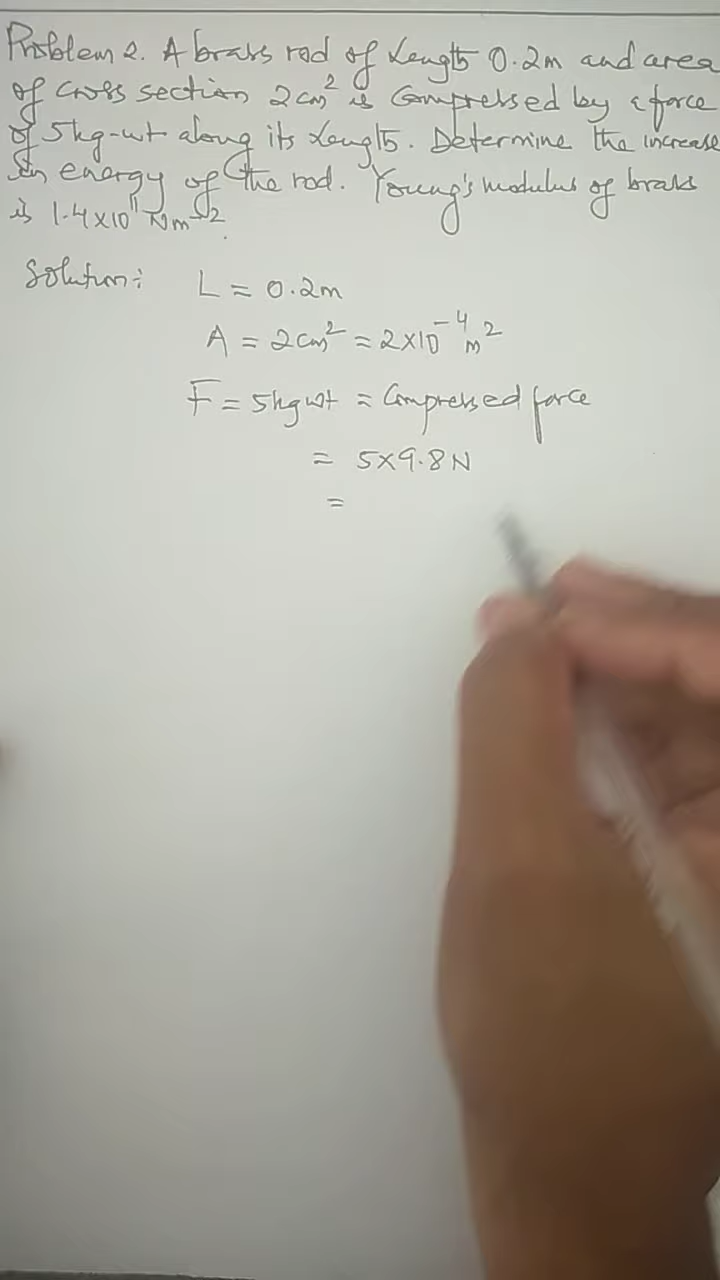 Problem 2. A brass rod of Length 0.2m and area
of cross section 2cm² is Compressed by a force
of 5kg-wt along its Length. Determine the increase
in energy of the rod. Young's modulus of brass
is 1.4×10¹¹ Nm⁻².
Solution:
L = 0.2m
A = 2cm² = 2×10⁻⁴ m²
F = 5kgwt = Compressed force
= 5×9.8N
=